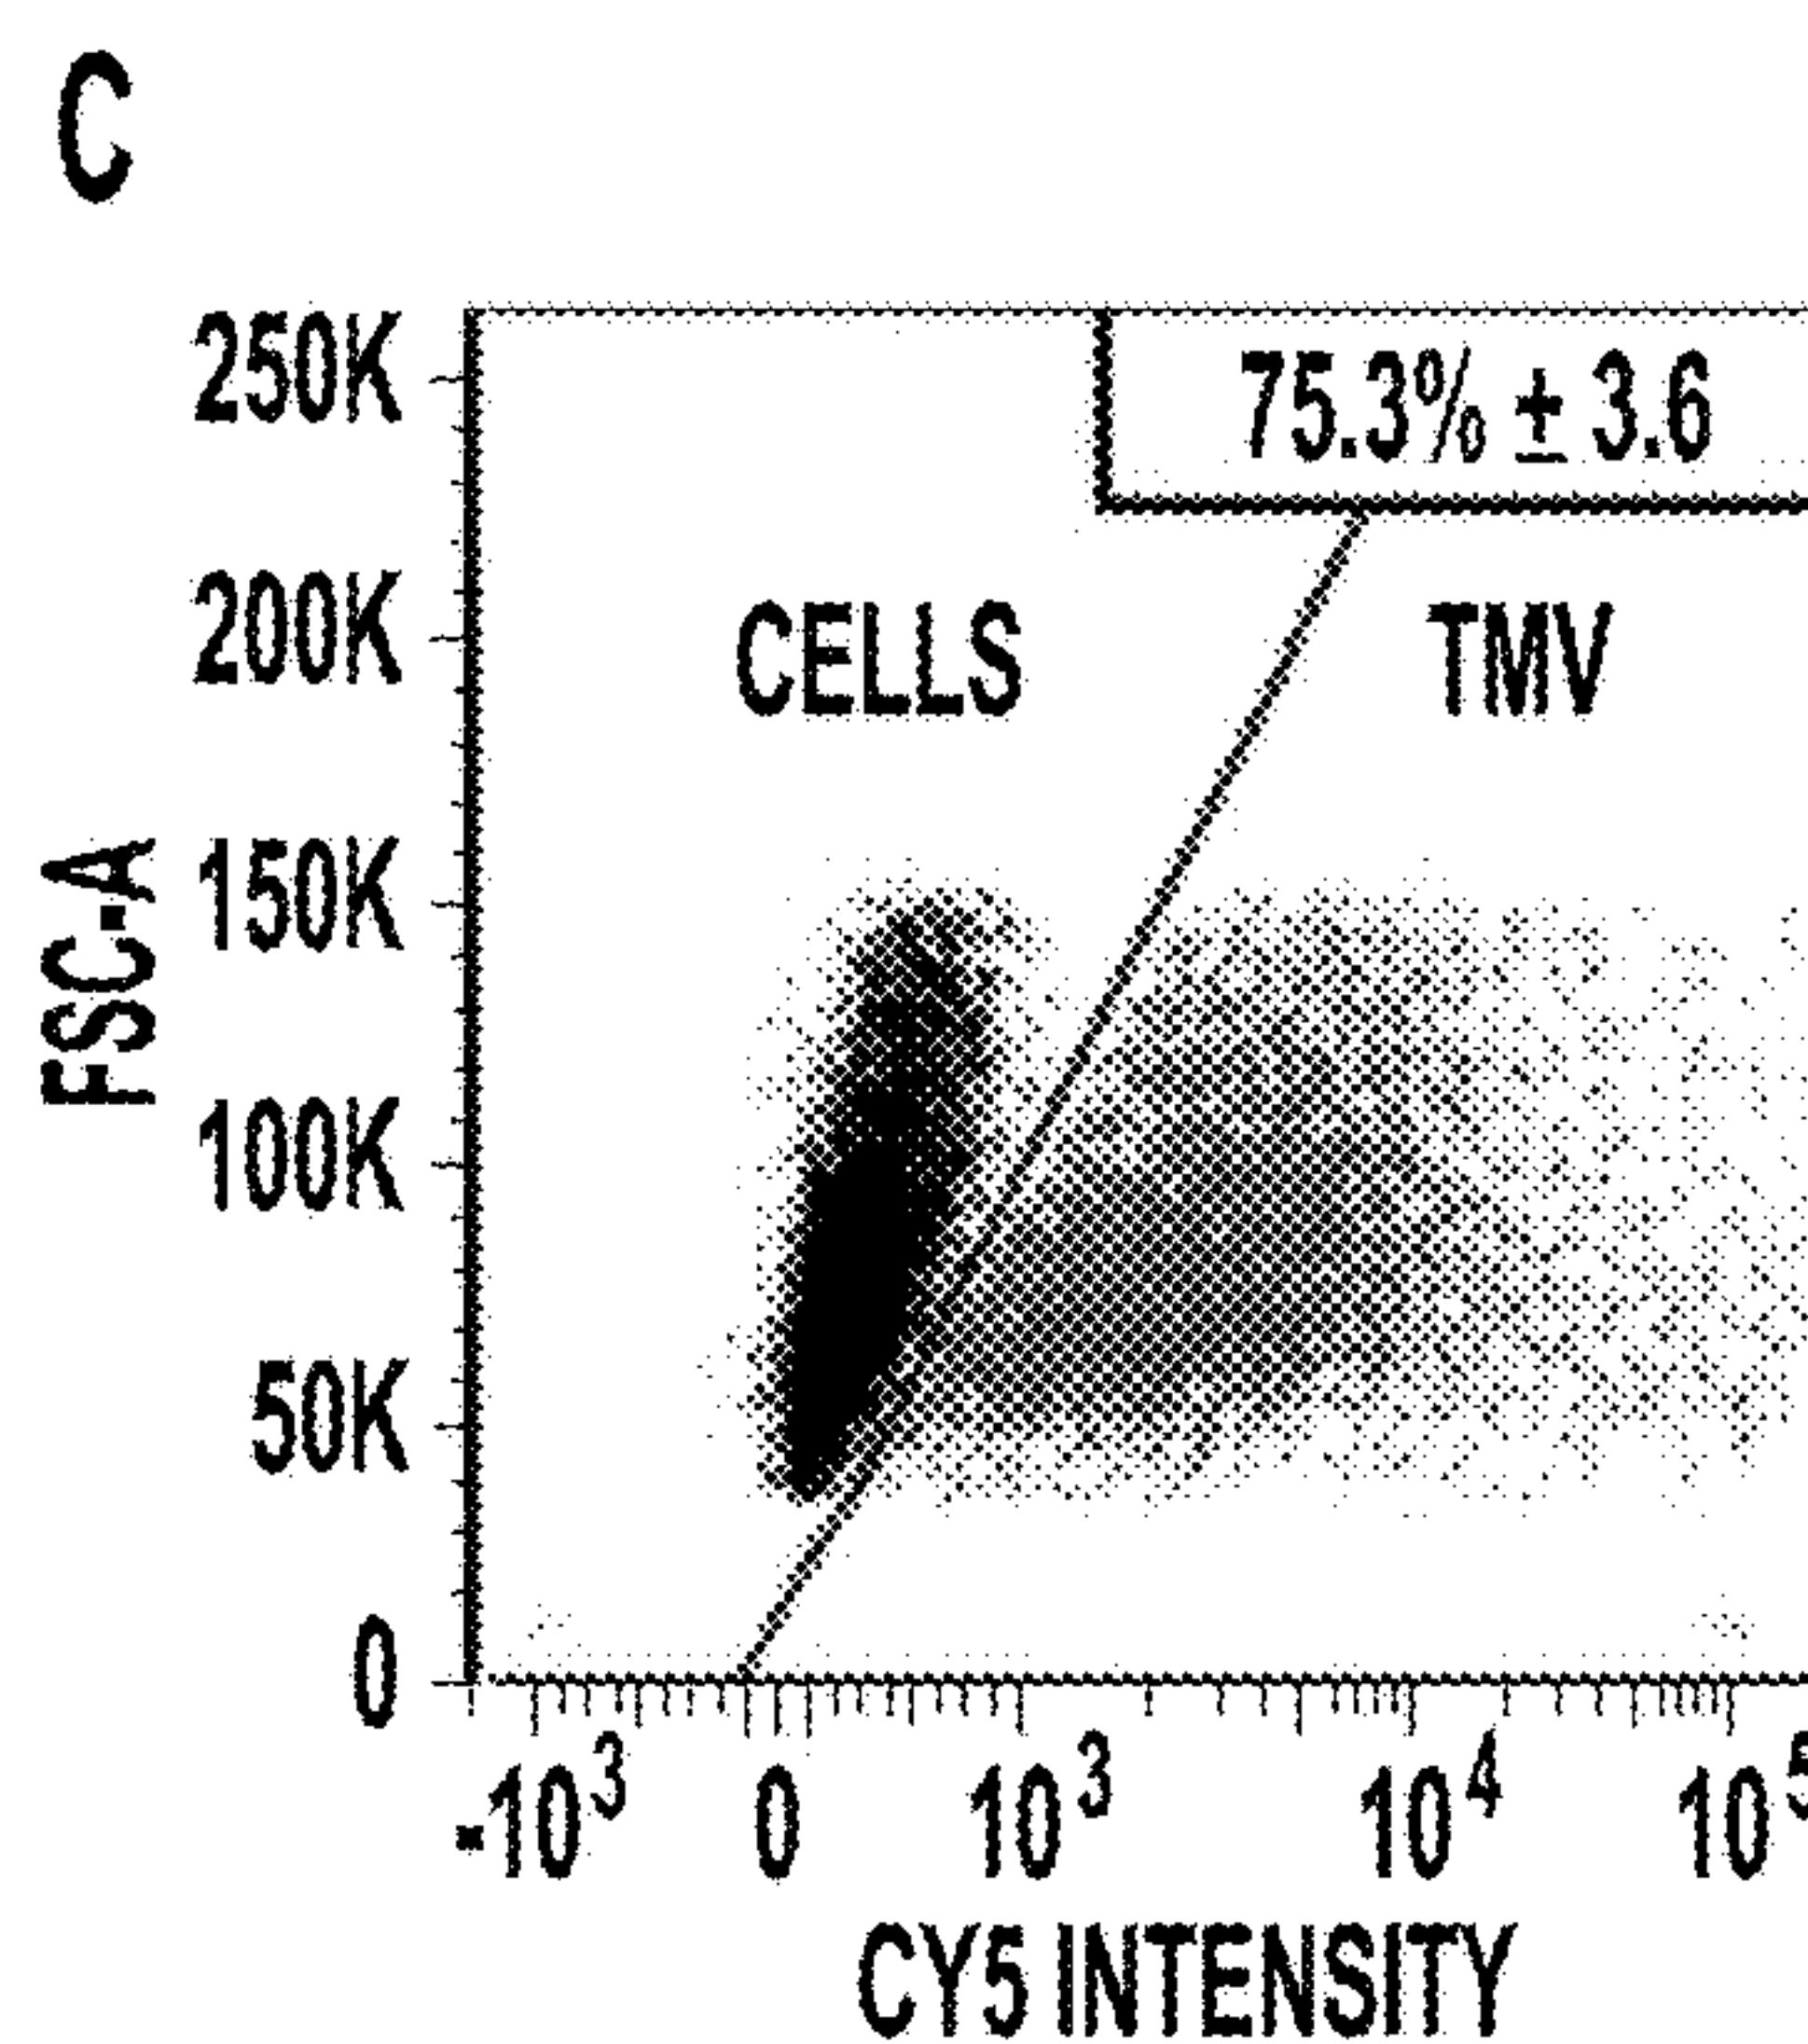 C
250K
200K
150K
100K
50K
0
FSC-A
75.3% ± 3.6
CELLS
TMV
-10³ 0 10³ 10⁴ 10⁵
CY5 INTENSITY